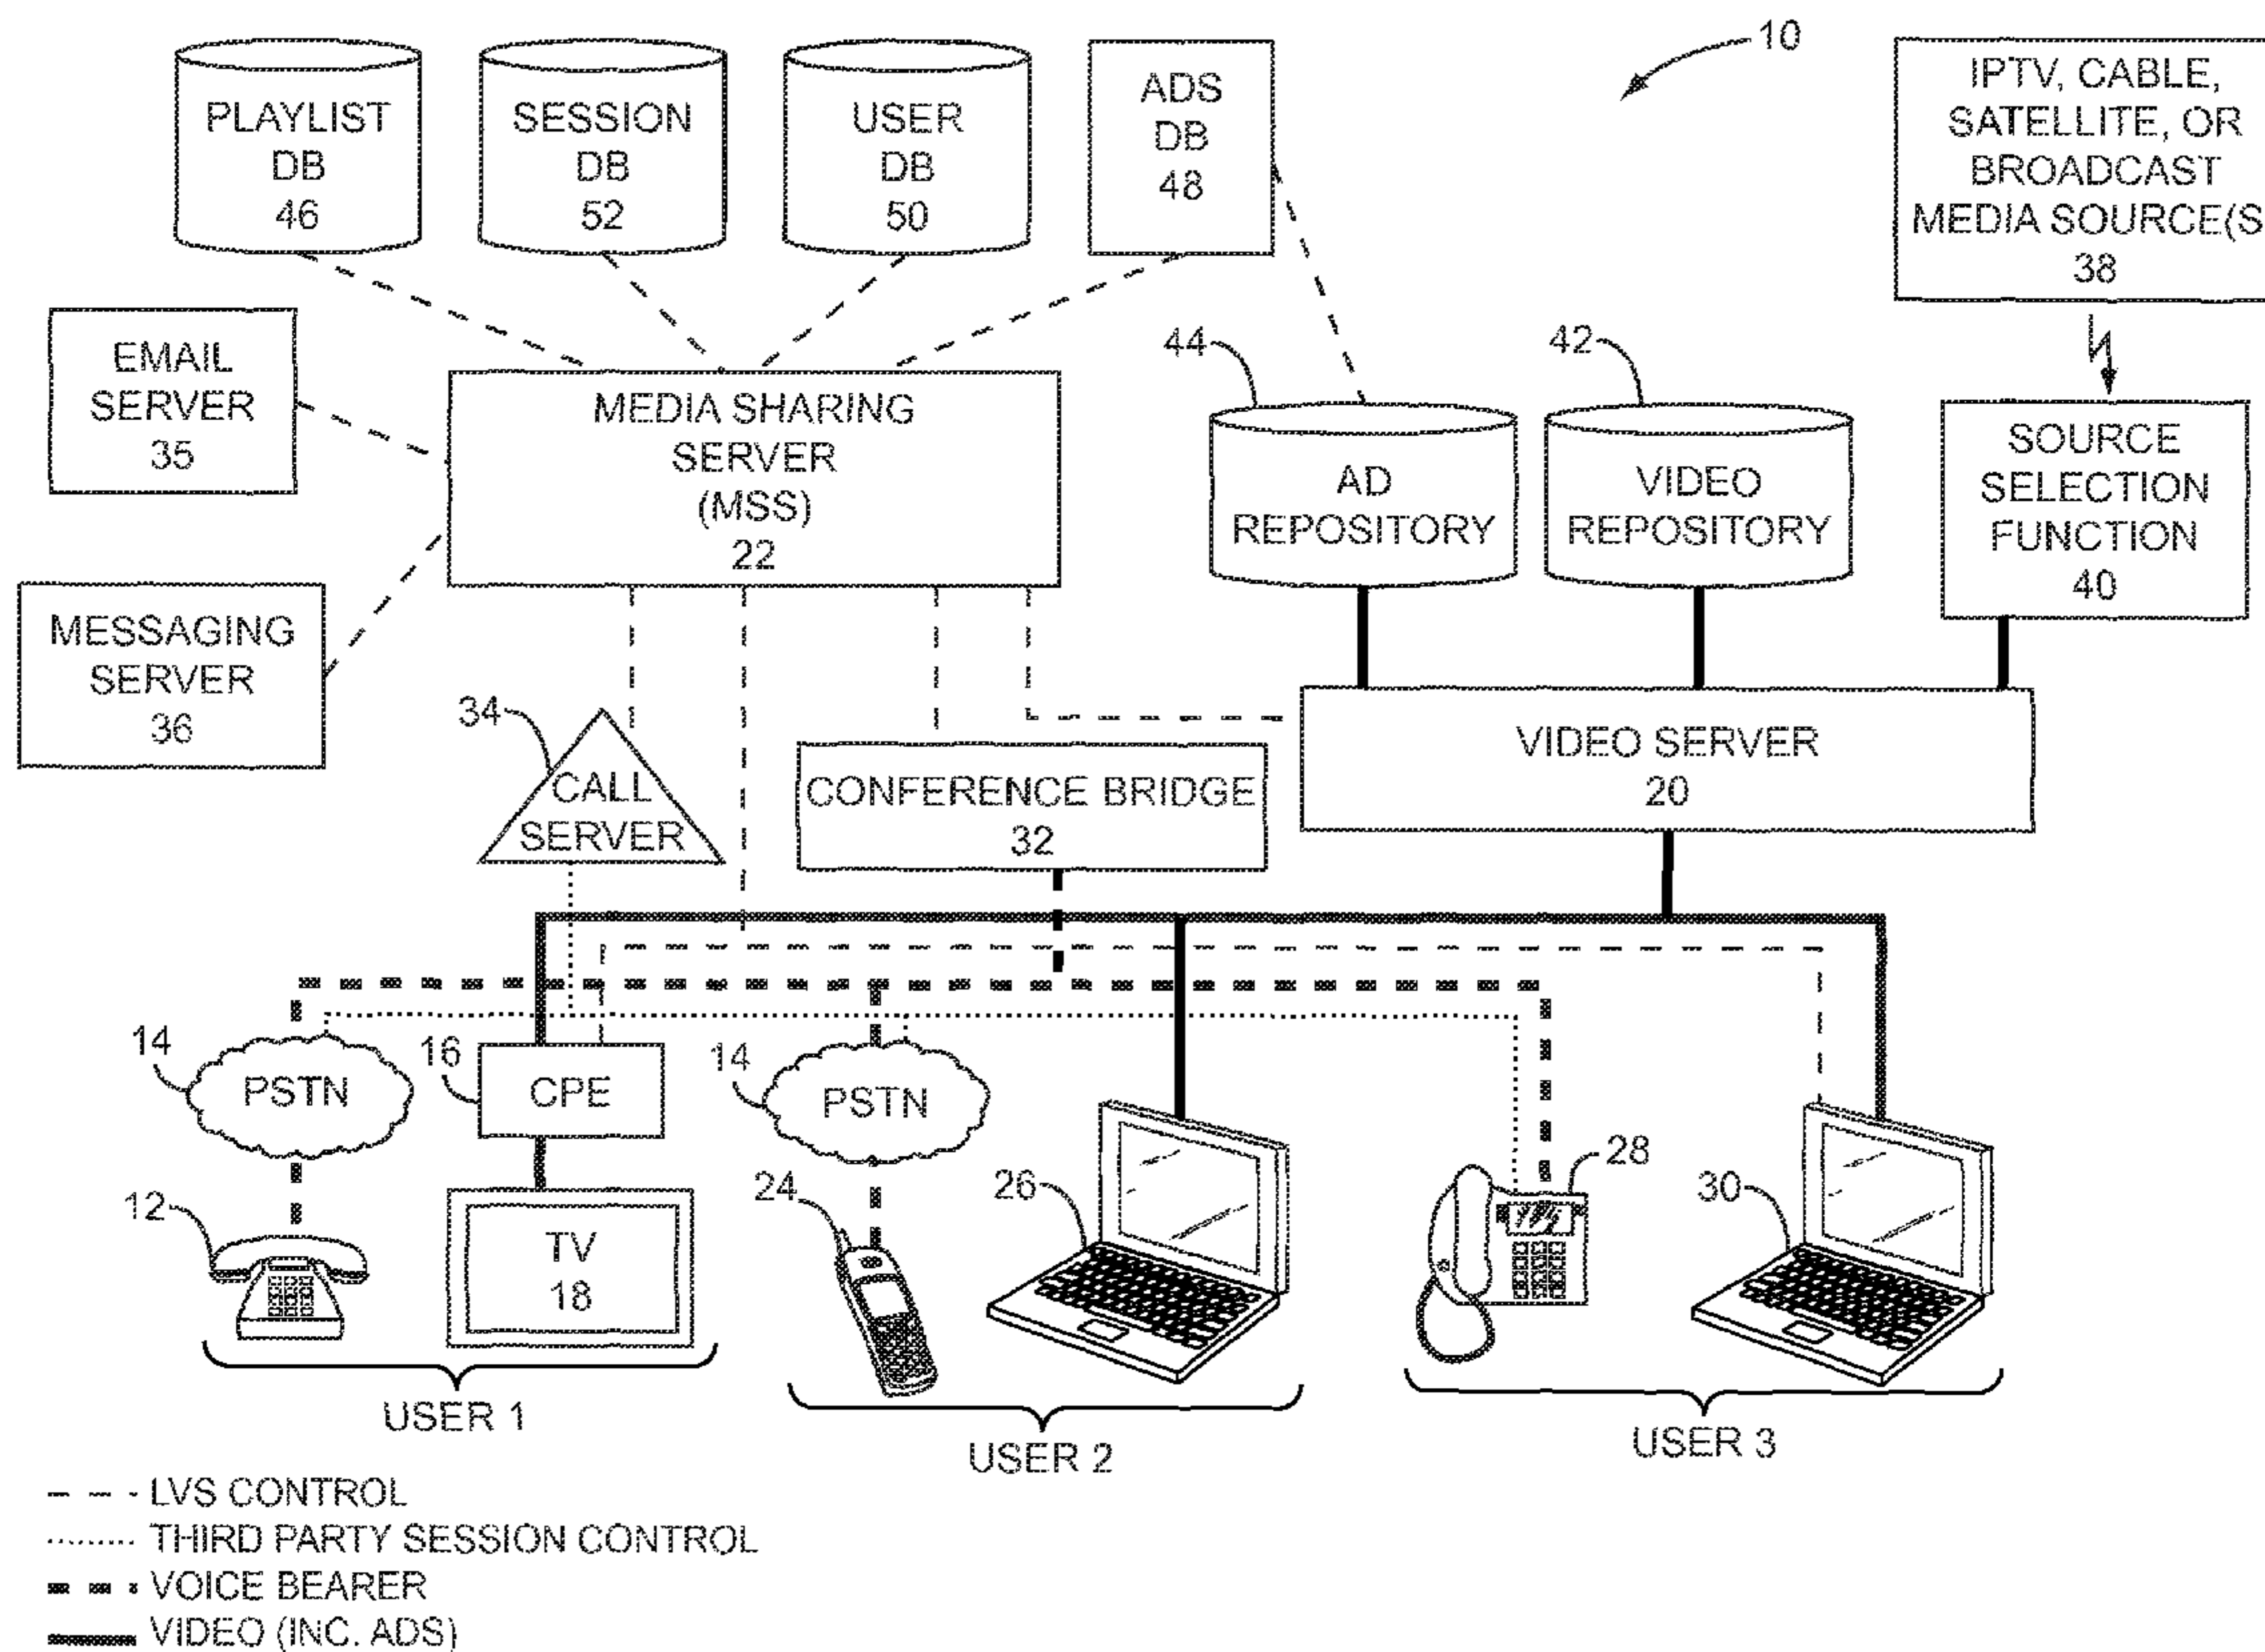 10
PLAYLIST
DB
46
SESSION
DB
52
USER
DB
50
ADS
DB
48
IPTV, CABLE,
SATELLITE, OR
BROADCAST
MEDIA SOURCE(S
38
EMAIL
SERVER
35
MEDIA SHARING
SERVER
(MSS)
22
44
AD
REPOSITORY
42
VIDEO
REPOSITORY
SOURCE
SELECTION
FUNCTION
40
MESSAGING
SERVER
36
34
CALL
SERVER
CONFERENCE BRIDGE
32
VIDEO SERVER
20
14
PSTN
16
CPE
14
PSTN
12
TV
18
24
26
28
30
USER 1
USER 2
USER 3
LVS CONTROL
THIRD PARTY SESSION CONTROL
VOICE BEARER
VIDEO (INC. ADS)